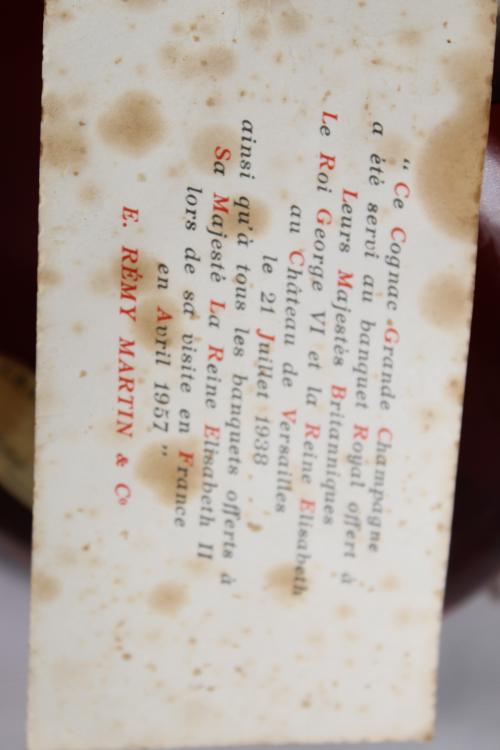 “ Ce Cognac Grande Champagne
a été servi au banquet Royal offert à
Leurs Majestés Britanniques
Le Roi George VI et la Reine Elisabeth
au Château de Versailles
le 21 Juillet 1938
ainsi qu'à tous les banquets offerts à
Sa Majesté La Reine Elisabeth II
lors de sa visite en France
en Avril 1957 ”
E. RÉMY MARTIN & Co